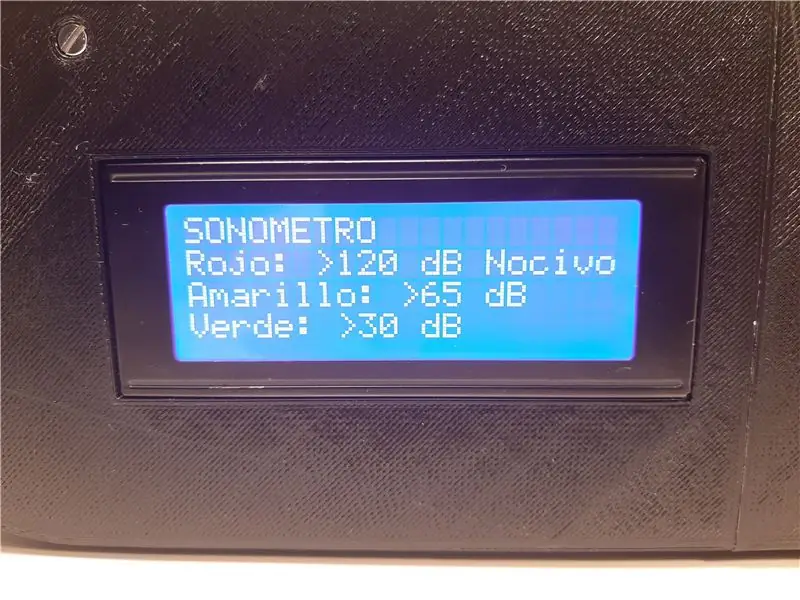 SONOMETRO
Rojo: >120 dB Nocivo
Amarillo: >65 dB
Verde: >30 dB